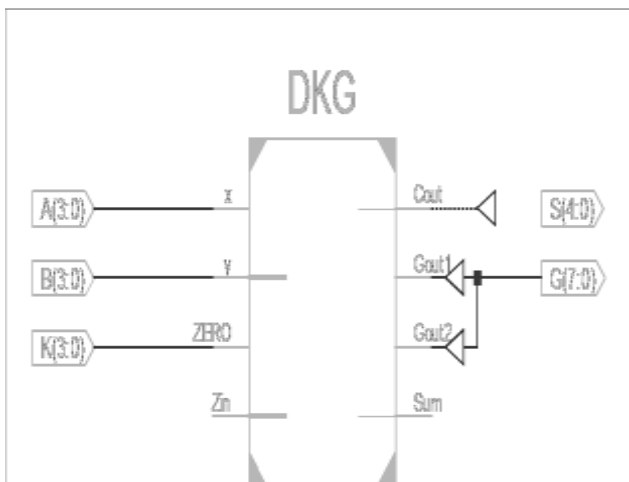 DKG
A(3:0)
x
Cout
S(4:0)
B(3:0)
y
Gout1
G(7:0)
K(3:0)
ZERO
Gout2
Zin
Sum